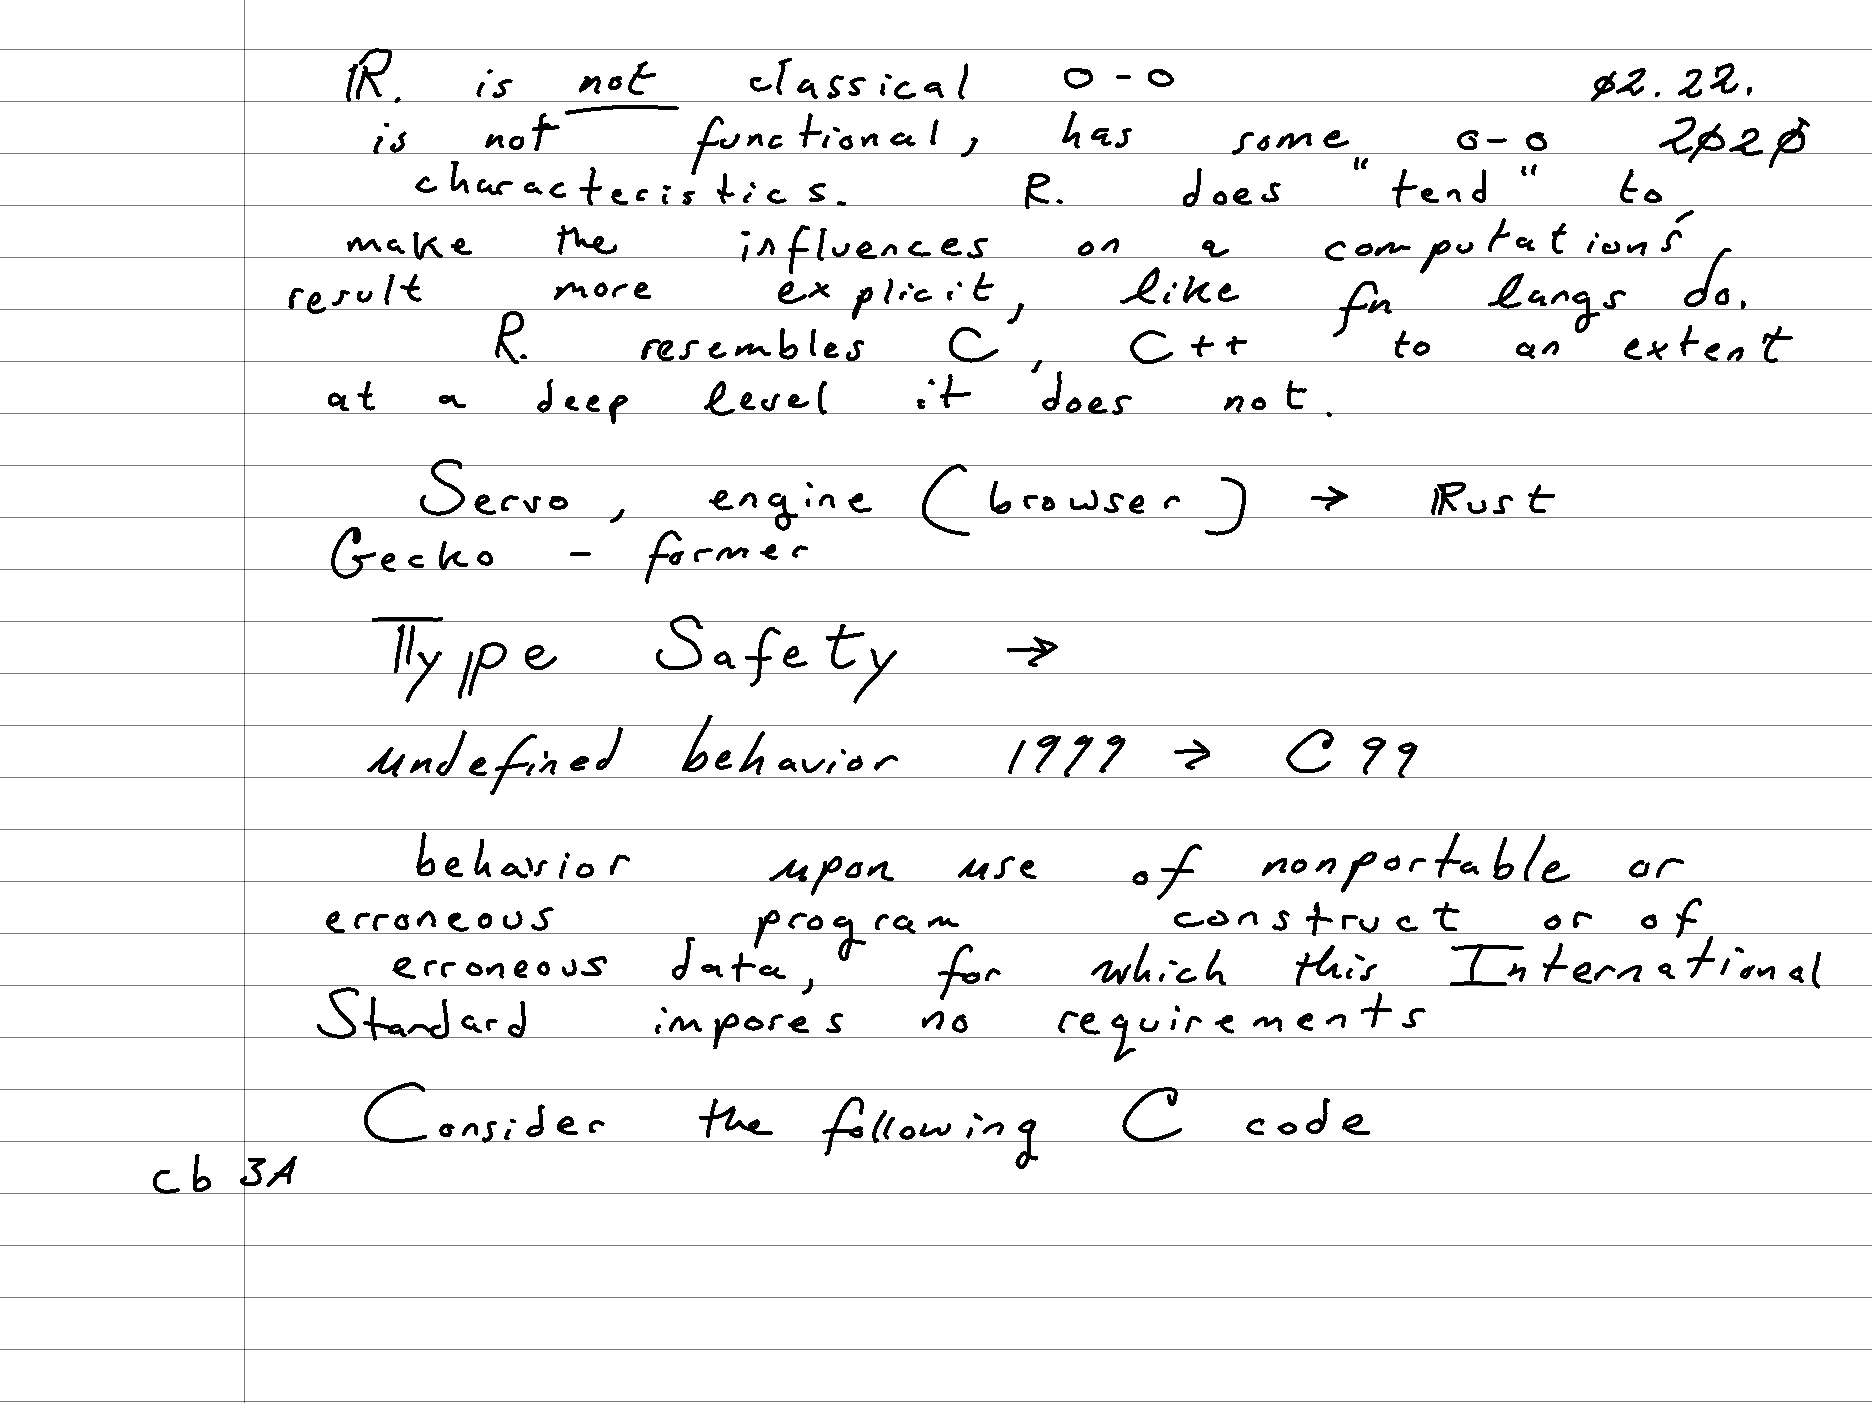 R. is not classical o-o ø2.22.
is not functional, has some o-o 2ø2ø
characteristics. R. does "tend" to
make the influences on a computation's
result more explicit, like fn langs do.
R. resembles C, C++ to an extent
at a deep level it does not.
Servo, engine (browser) → Rust
Gecko - former
Type Safety →
undefined behavior 1999 → C99
behavior upon use of nonportable or
erroneous program construct or of
erroneous data, for which this International
Standard imposes no requirements
Consider the following C code
cb 3A